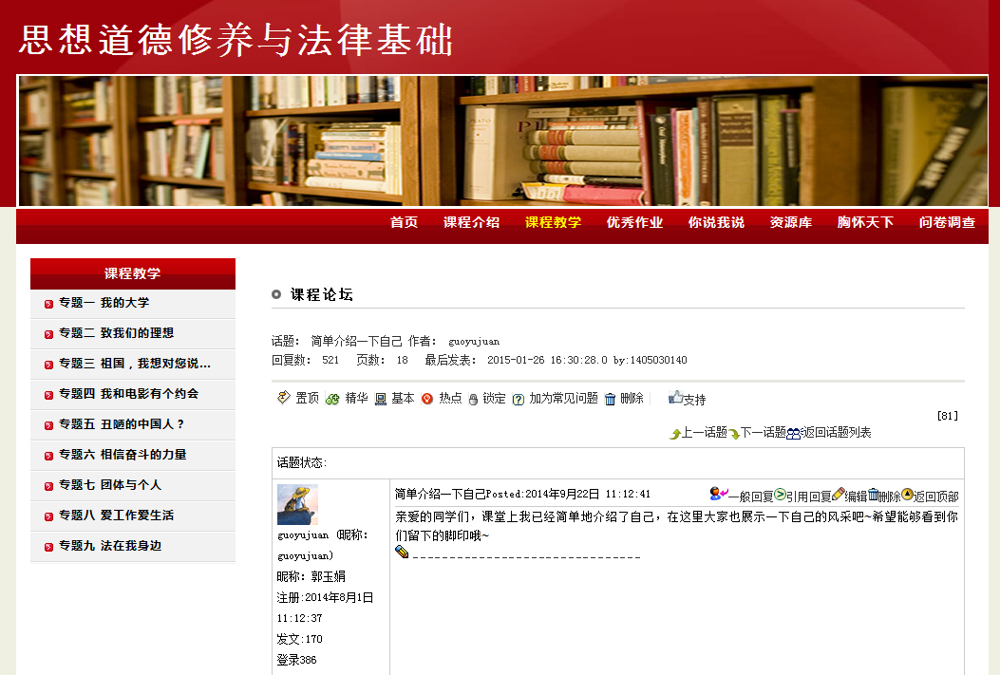 思想道德修养与法律基础
首页 课程介绍 课程教学 优秀作业 你说我说 资源库 胸怀天下 问卷调查
课程教学
专题一 我的大学
专题二 致我们的理想
专题三 祖国，我想对您说...
专题四 我和电影有个约会
专题五 丑陋的中国人？
专题六 相信奋斗的力量
专题七 团体与个人
专题八 爱工作爱生活
专题九 法在我身边
课程论坛
话题： 简单介绍一下自己 作者： guoyujuan
回复数： 521 页数： 18 最后发表： 2015-01-26 16:30:28.0 by:1405030140
置顶 精华 基本 热点 锁定 加为常见问题 删除 支持
[81]
上一话题 下一话题 返回话题列表
话题状态:
guoyujuan (昵称:
guoyujuan)
昵称: 郭玉娟
注册:2014年8月1日
11:12:37
发文:170
登录386
简单介绍一下自己Posted:2014年9月22日 11:12:41 一般回复 引用回复 编辑 删除 返回顶部
亲爱的同学们，课堂上我已经简单地介绍了自己，在这里大家也展示一下自己的风采吧~希望能够看到你
们留下的脚印哦~
_ _ _ _ _ _ _ _ _ _ _ _ _ _ _ _ _ _ _ _ _ _ _ _ _ _ _ _ _ _ _